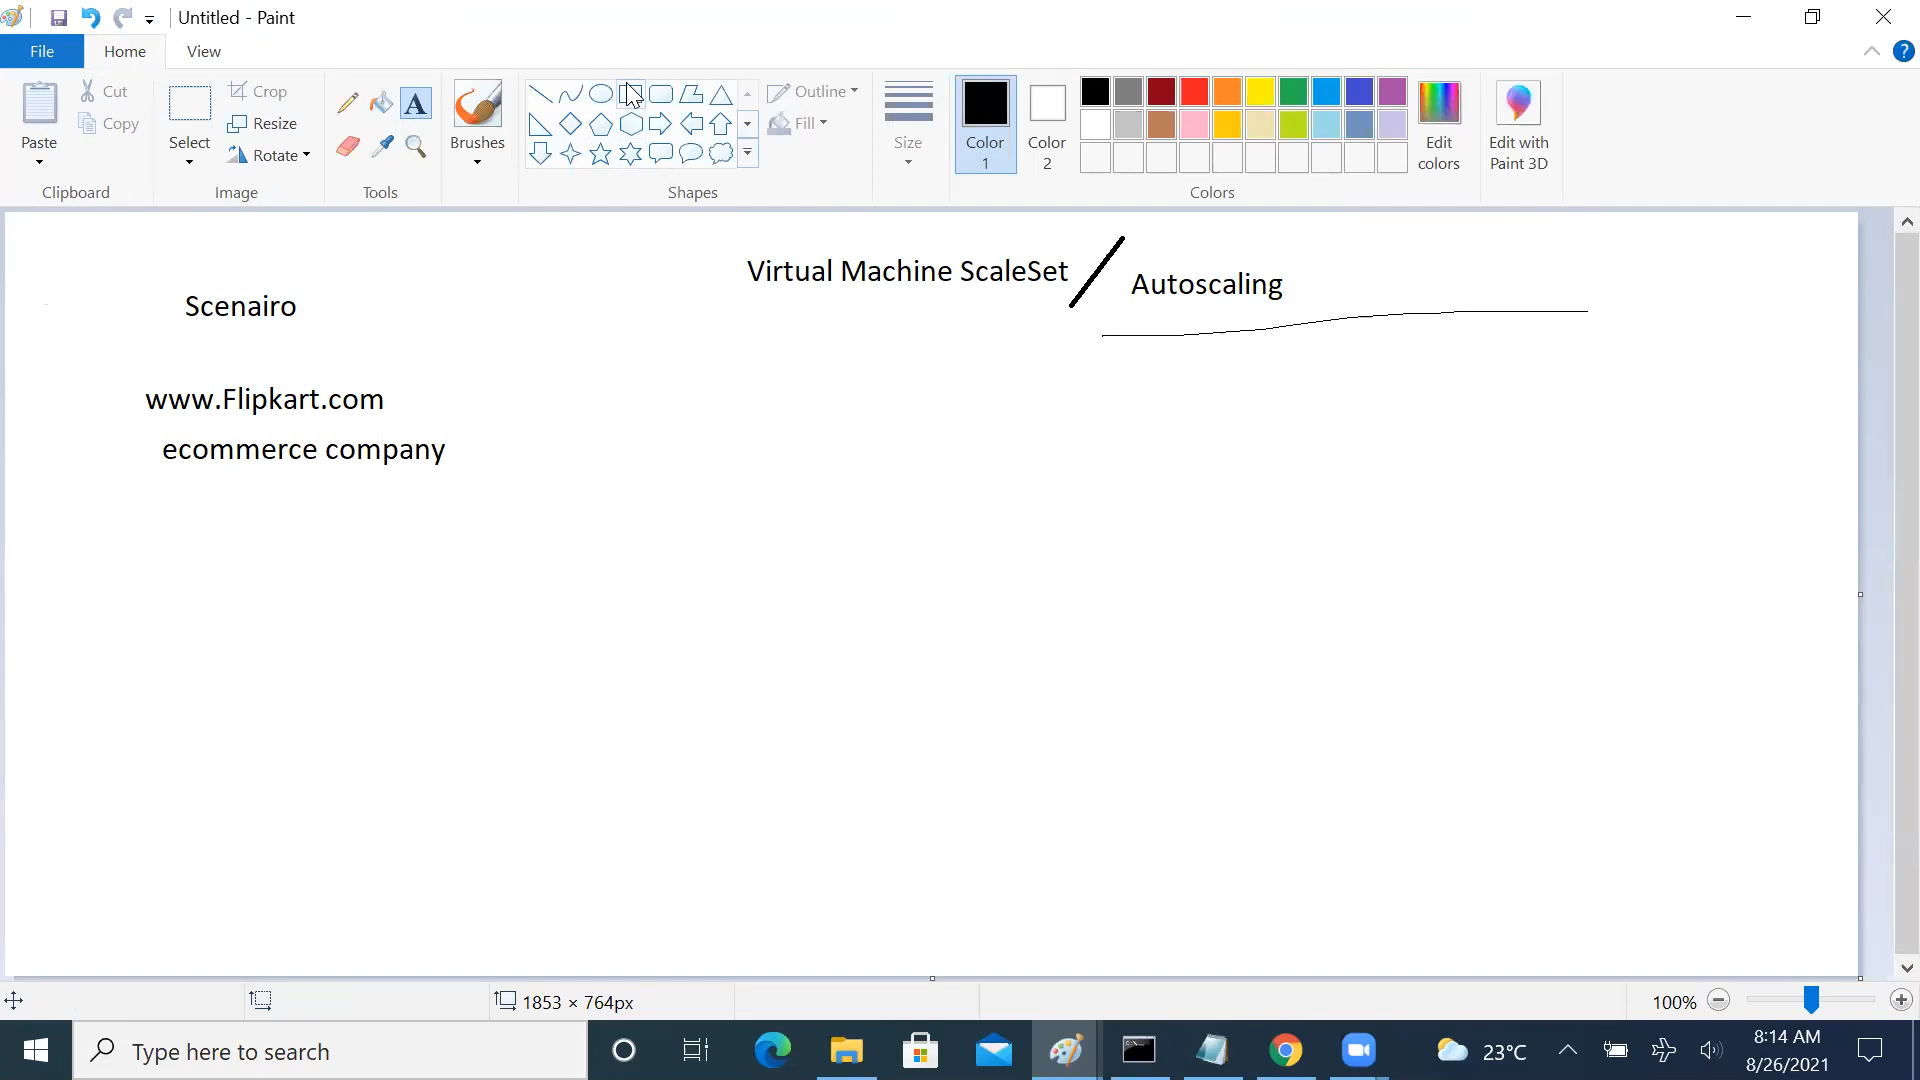 Untitled - Paint
File
Home
View
Paste
Cut
Copy
Clipboard
Select
Crop
Resize
Rotate
Image
A
Tools
Brushes
Shapes
Outline
Fill
Size
Color 1
Color 2
Colors
Edit colors
Edit with Paint 3D
?
Virtual Machine ScaleSet
Autoscaling
Scenairo
www.Flipkart.com
ecommerce company
1853 × 764px
100%
Type here to search
23°C
8:14 AM
8/26/2021